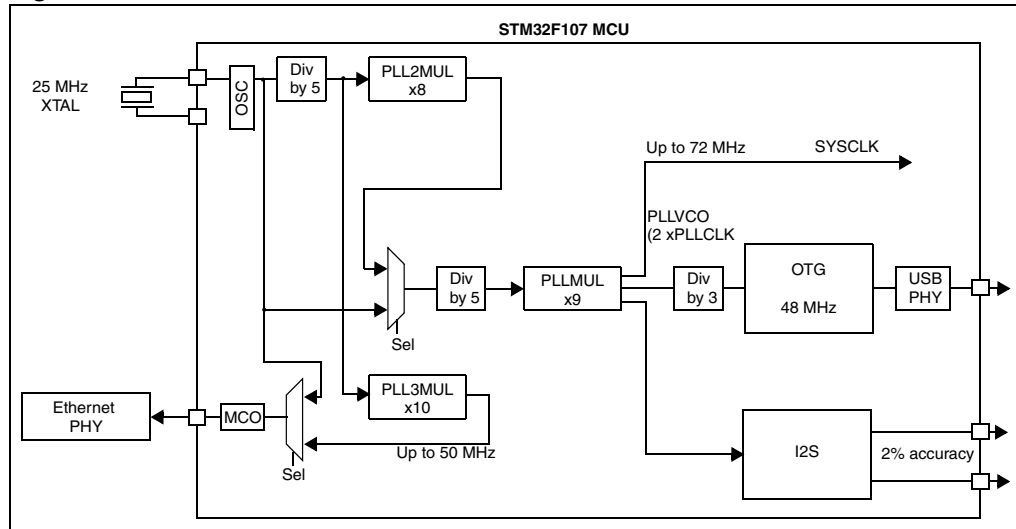 STM32F107 MCU
25 MHz
XTAL
OSC
Div
by 5
PLL2MUL
x8
Up to 72 MHz
SYSCLK
PLLVCO
(2 xPLLCLK
Sel
Div
by 5
PLLMUL
x9
Div
by 3
OTG
48 MHz
USB
PHY
Ethernet
PHY
MCO
Sel
PLL3MUL
x10
Up to 50 MHz
I2S
2% accuracy